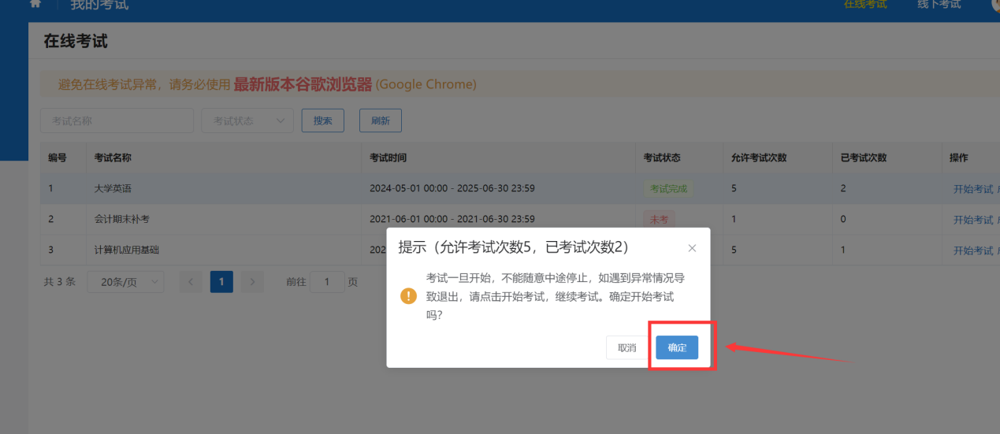 我的考试
在线考试 线下考试
在线考试
避免在线考试异常，请务必使用 最新版本谷歌浏览器 (Google Chrome)
考试名称 考试状态 搜索 刷新
编号 考试名称 考试时间 考试状态 允许考试次数 已考试次数 操作
1 大学英语 2024-05-01 00:00 - 2025-06-30 23:59 考试完成 5 2 开始考试
2 会计期末补考 2021-06-01 00:00 - 2021-06-30 23:59 未考 1 0 开始考试
3 计算机应用基础 202 5 1 开始考试
共 3 条 20条/页 1 前往 1 页
提示（允许考试次数5，已考试次数2）
考试一旦开始，不能随意中途停止，如遇到异常情况导
致退出，请点击开始考试，继续考试。确定开始考试
吗？
取消 确定